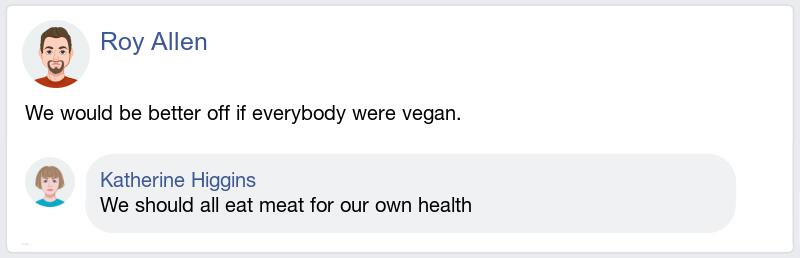 Roy Allen
We would be better off if everybody were vegan.
Katherine Higgins
We should all eat meat for our own health